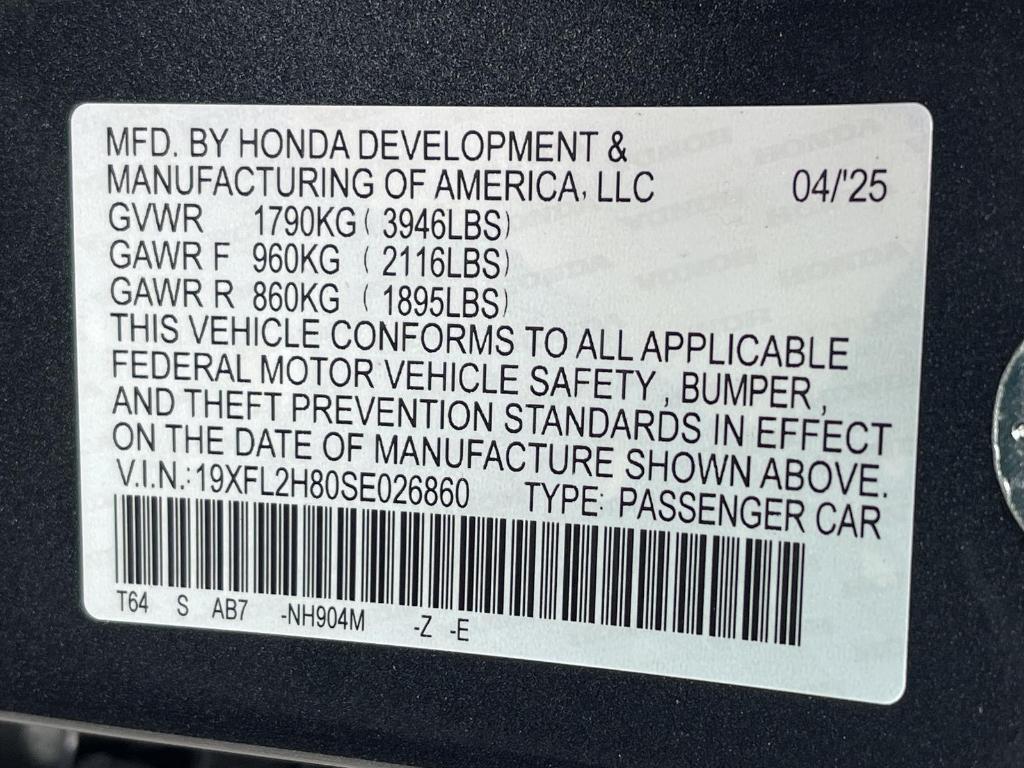 MFD. BY HONDA DEVELOPMENT &
MANUFACTURING OF AMERICA, LLC 04/'25
GVWR 1790KG ( 3946LBS)
GAWR F 960KG ( 2116LBS)
GAWR R 860KG ( 1895LBS)
THIS VEHICLE CONFORMS TO ALL APPLICABLE
FEDERAL MOTOR VEHICLE SAFETY , BUMPER ,
AND THEFT PREVENTION STANDARDS IN EFFECT
ON THE DATE OF MANUFACTURE SHOWN ABOVE.
V.I.N.: 19XFL2H80SE026860 TYPE: PASSENGER CAR
T64 S AB7 -NH904M -Z -E